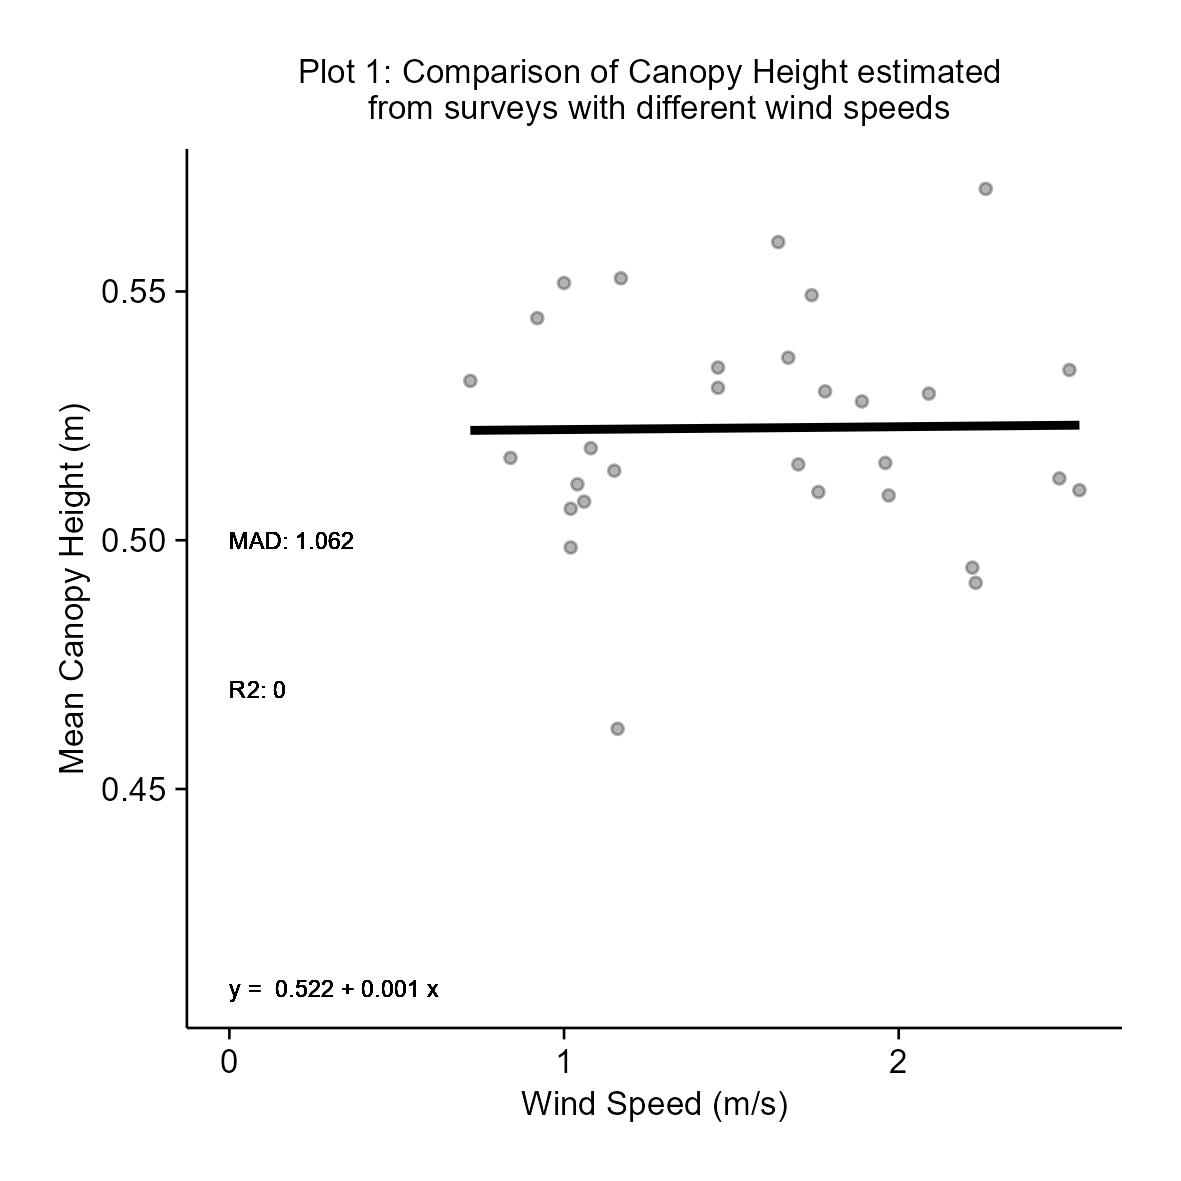 Plot 1: Comparison of Canopy Height estimated
from surveys with different wind speeds
Mean Canopy Height (m)
0.55
0.50
0.45
MAD: 1.062
R2: 0
y =  0.522 + 0.001 x
0
1
2
Wind Speed (m/s)